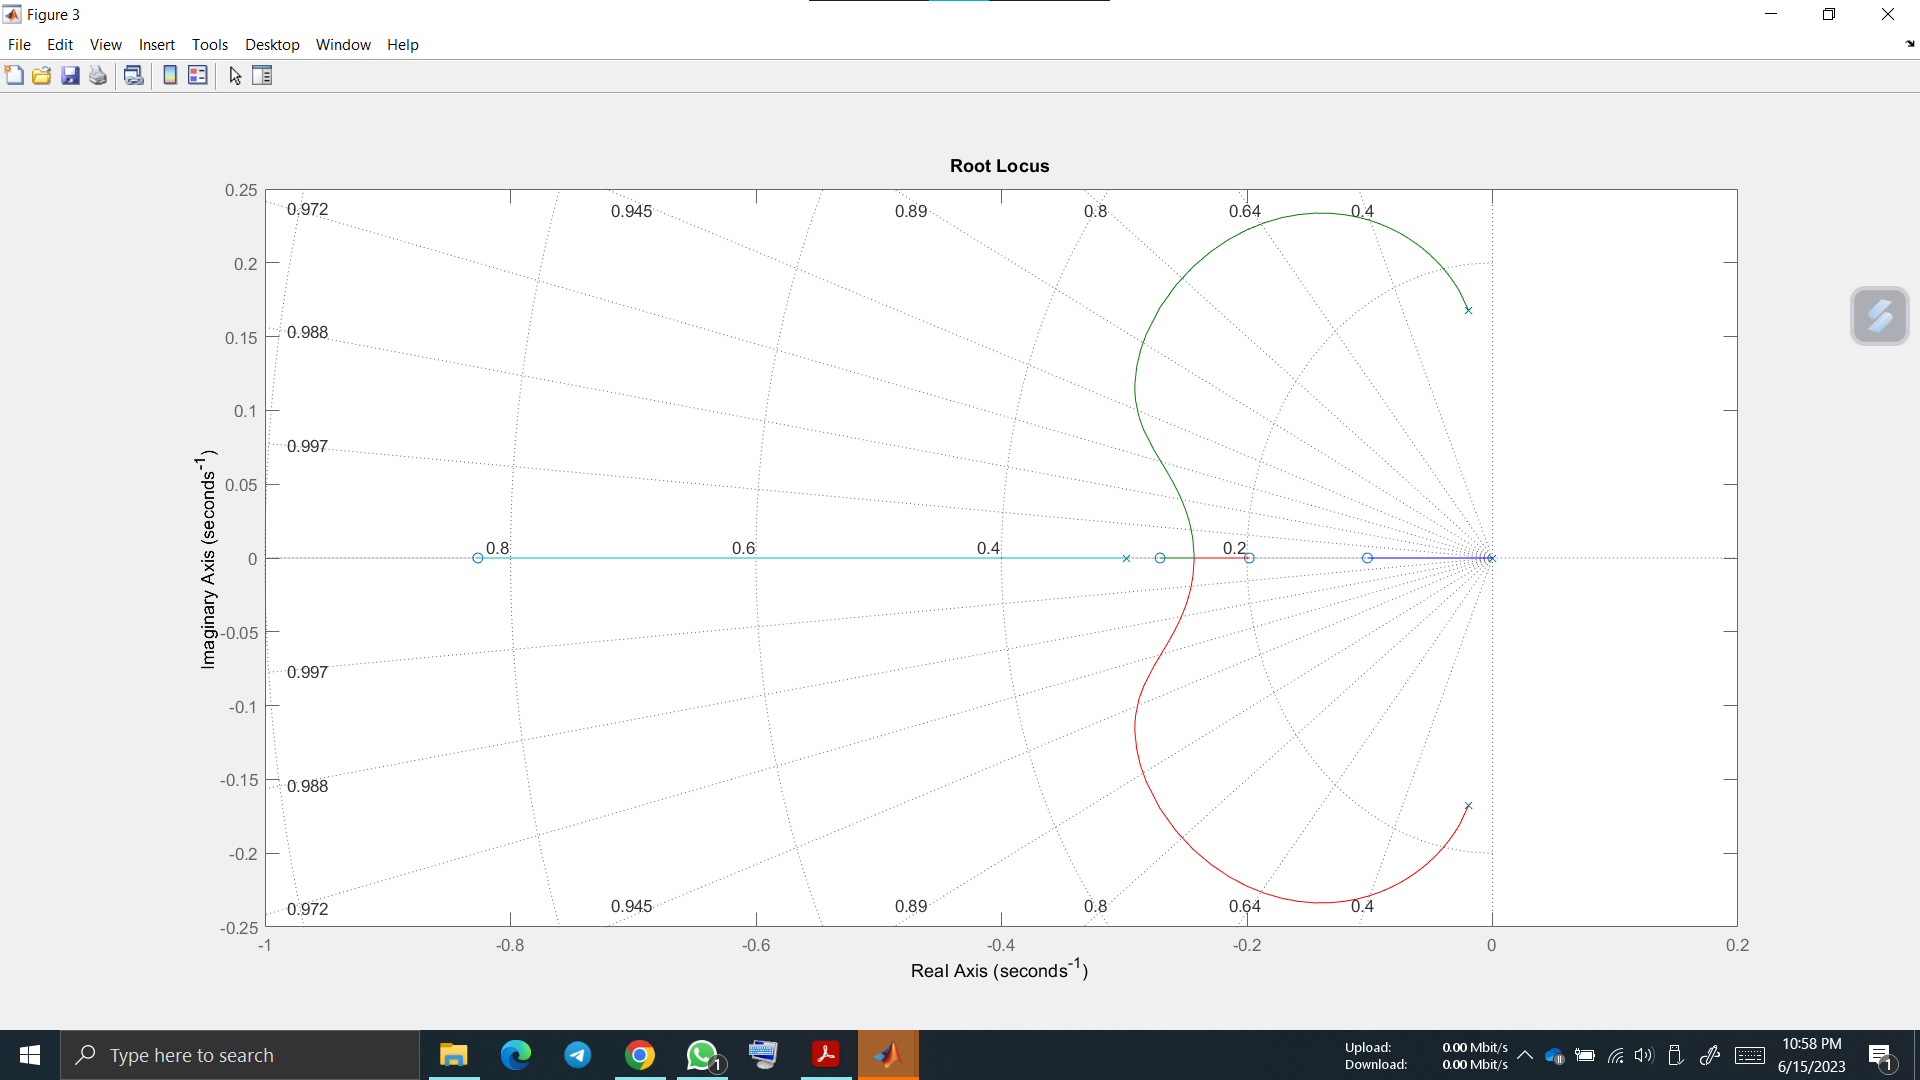 Figure 3
File Edit View Insert Tools Desktop Window Help
Root Locus
0.25
0.2
0.15
0.1
0.05
0
-0.05
-0.1
-0.15
-0.2
-0.25
Imaginary Axis (seconds⁻¹)
0.972 0.945 0.89 0.8 0.64 0.4
0.988
0.997
0.8 0.6 0.4 0.2
0.997
0.988
0.972 0.945 0.89 0.8 0.64 0.4
-1 -0.8 -0.6 -0.4 -0.2 0 0.2
Real Axis (seconds⁻¹)
Type here to search
1
Upload: 0.00 Mbit/s
Download: 0.00 Mbit/s
10:58 PM
6/15/2023
1